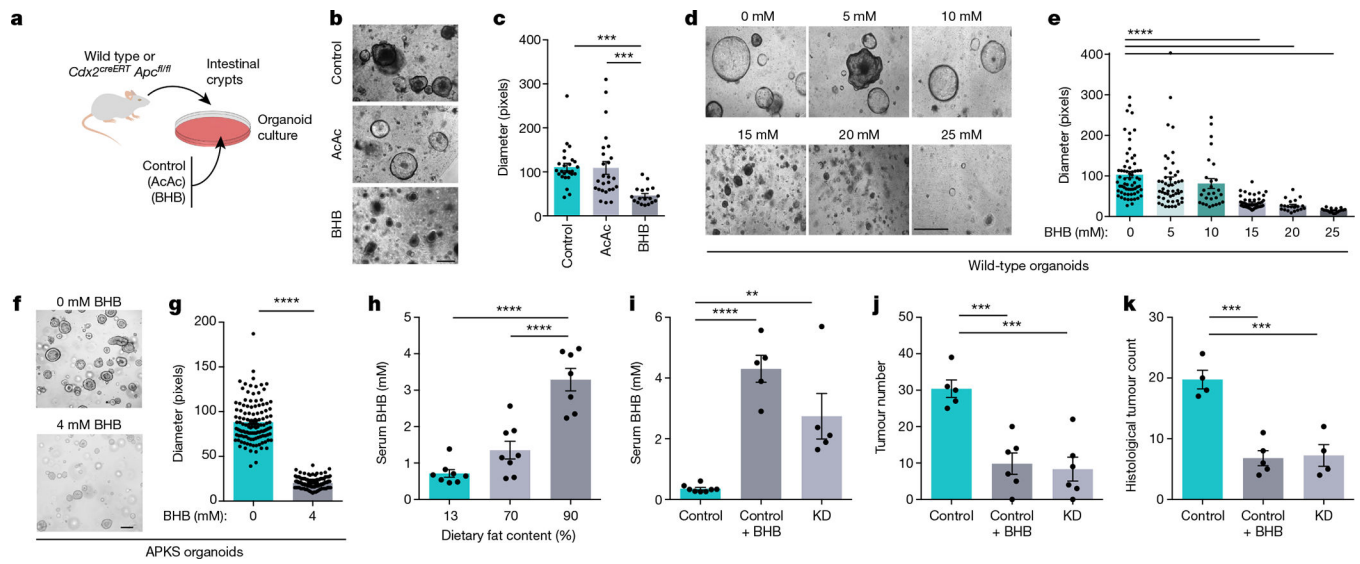 a
Wild type or
Cdx2creERT Apcfl/fl
Intestinal
crypts
Organoid
culture
Control
(AcAc)
(BHB)
b
Control
AcAc
BHB
c
***
***
Diameter (pixels)
400
300
200
100
0
Control
AcAc
BHB
d
0 mM
5 mM
10 mM
15 mM
20 mM
25 mM
e
****
Diameter (pixels)
400
300
200
100
0
BHB (mM):
0
5
10
15
20
25
Wild-type organoids
f
0 mM BHB
4 mM BHB
g
****
Diameter (pixels)
200
150
100
50
0
BHB (mM):
0
4
APKS organoids
h
****
****
Serum BHB (mM)
5
4
3
2
1
0
13
70
90
Dietary fat content (%)
i
**
****
Serum BHB (mM)
6
4
2
0
Control
Control
+ BHB
KD
j
***
***
Tumour number
50
40
30
20
10
0
Control
Control
+ BHB
KD
k
***
***
Histoloigical tumour count
30
20
10
0
Control
Control
+ BHB
KD